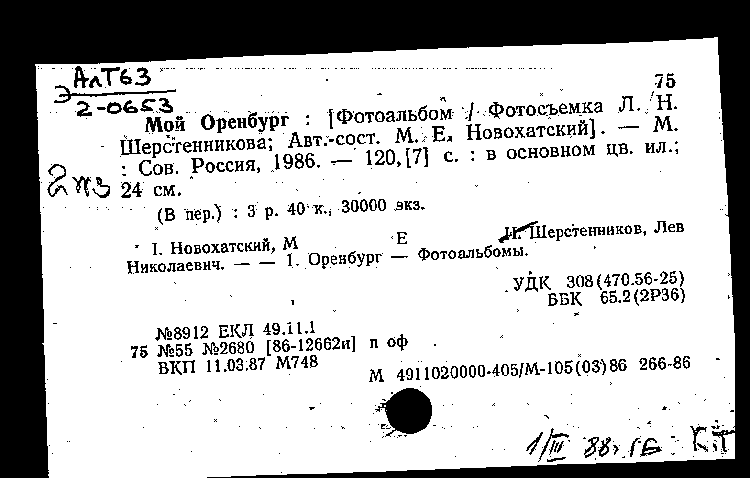 АлТ63
Э
2-0653
75
Мой Оренбург : [Фотоальбом / Фотосъемка Л. Н.
Шерстенникова; Авт.-сост. М. Е. Новохатский]. — М.
: Сов. Россия, 1986. — 120,[7] с. : в основном цв. ил.;
24 см.
(В пер.) : 3 р. 40 к., 30000 экз.
I. Новохатский, М Е II. Шерстенников, Лев
Николаевич. — — 1. Оренбург — Фотоальбомы.
УДК 308(470.56-25)
ББК 65.2(2Р36)
№8912 ЕКЛ 49.11.1
75 №55 №2680 [86-12662и] п оф
ВКП 11.03.87 М748
М 4911020000-405/М-105(03)86 266-86
1/III 88г.